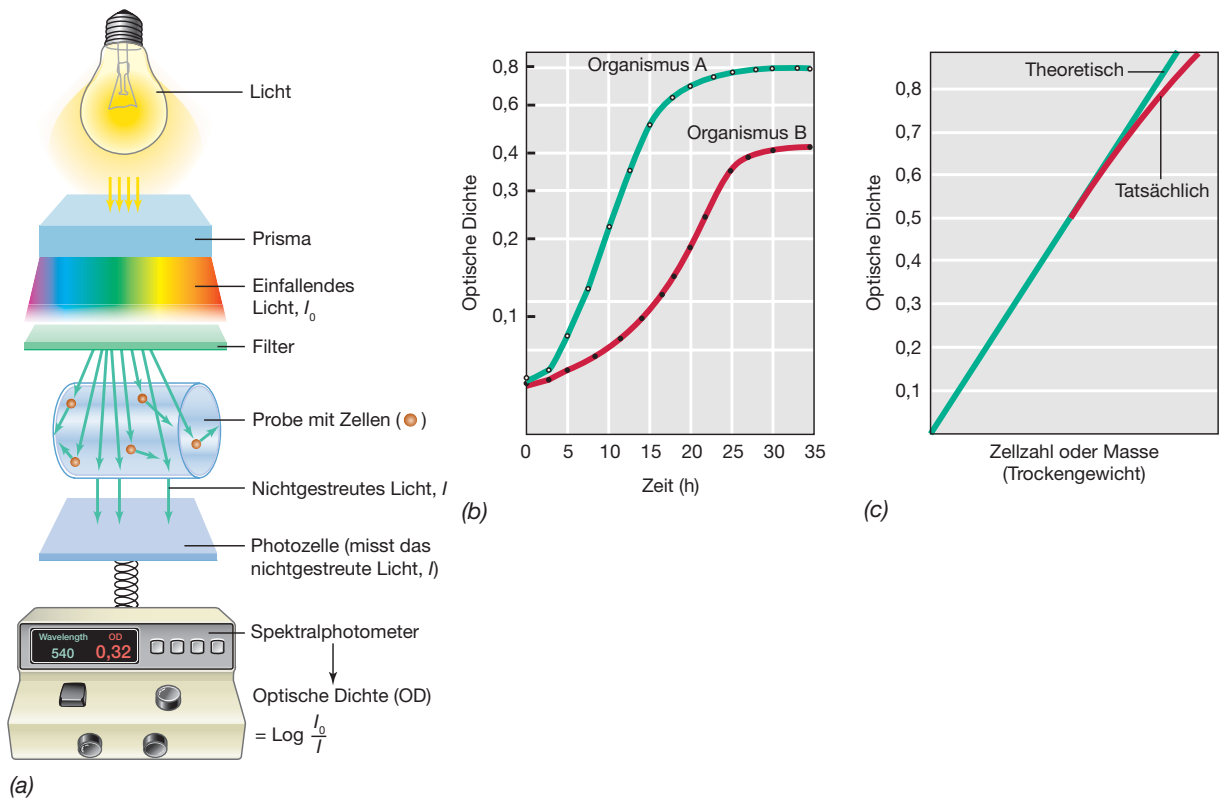 Licht
Prisma
Einfallendes
Licht, I₀
Filter
Probe mit Zellen ( )
Nichtgestreutes Licht, I
Photozelle (misst das
nichtgestreute Licht, I)
Wavelength OD
540 0,32
Spektralphotometer
Optische Dichte (OD)
= Log I₀/I
(a)
Optische Dichte
0,8
0,6
0,4
0,3
0,2
0,1
Organismus A
Organismus B
0 5 10 15 20 25 30 35
Zeit (h)
(b)
Optische Dichte
0,8
0,7
0,6
0,5
0,3
0,2
0,1
Theoretisch
Tatsächlich
Zellzahl oder Masse
(Trockengewicht)
(c)